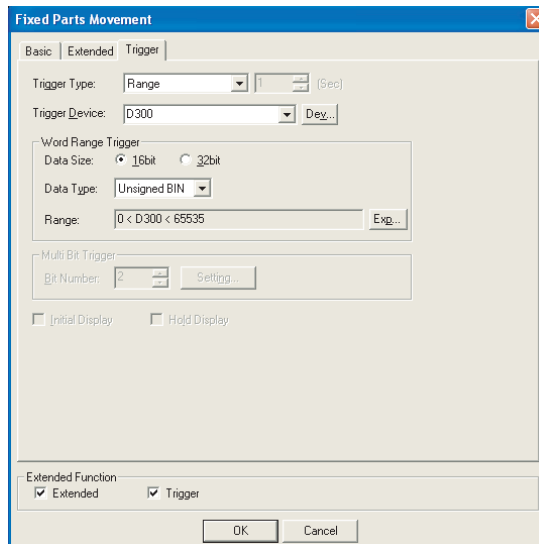 Fixed Parts Movement
Basic Extended Trigger
Trigger Type: Range 1 (Sec)
Trigger Device: D300 Dev...
Word Range Trigger
Data Size: 16bit 32bit
Data Type: Unsigned BIN
Range: 0 < D300 < 65535 Exp...
Multi Bit Trigger
Bit Number: 2 Setting...
Initial Display Hold Display
Extended Function
Extended Trigger
OK Cancel